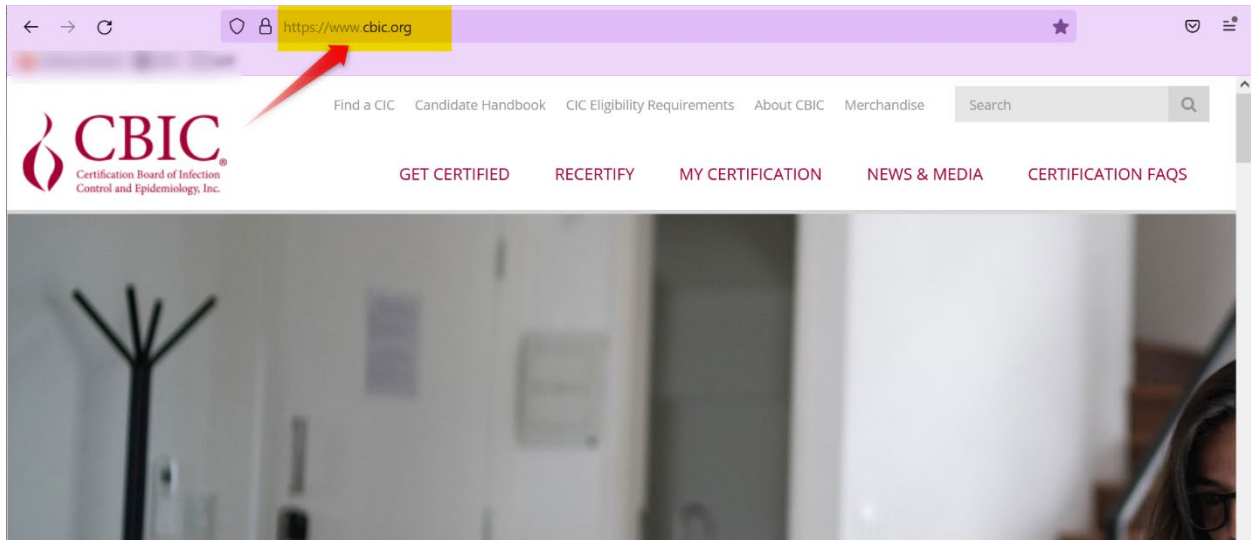 https://www.cbic.org
Find a CIC Candidate Handbook CIC Eligibility Requirements About CBIC Merchandise Search
CBIC®
Certification Board of Infection
Control and Epidemiology, Inc.
GET CERTIFIED RECERTIFY MY CERTIFICATION NEWS & MEDIA CERTIFICATION FAQS